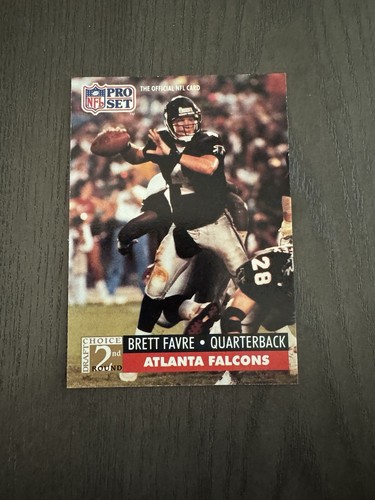 NFL
PRO
SET
THE OFFICIAL NFL CARD
28
DRAFT
CHOICE
2nd
ROUND
BRETT FAVRE • QUARTERBACK
ATLANTA FALCONS